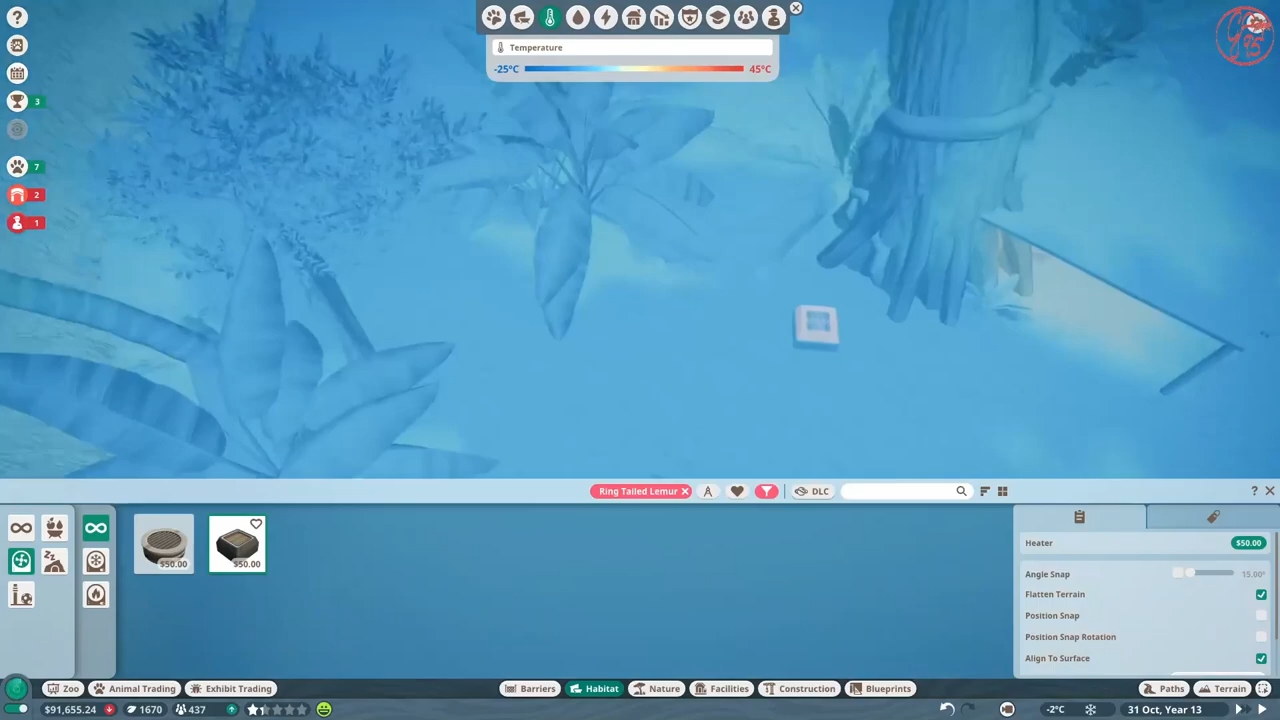 Temperature
-25°C 45°C
3
7
2
1
Ring Tailed Lemur
DLC
$50.00
$50.00
Heater $50.00
Angle Snap 15.00°
Flatten Terrain
Position Snap
Position Snap Rotation
Align To Surface
Zoo Animal Trading Exhibit Trading Barriers Habitat Nature Facilities Construction Blueprints Paths Terrain
$91,655.24 1670 437 -2°C 31 Oct, Year 13